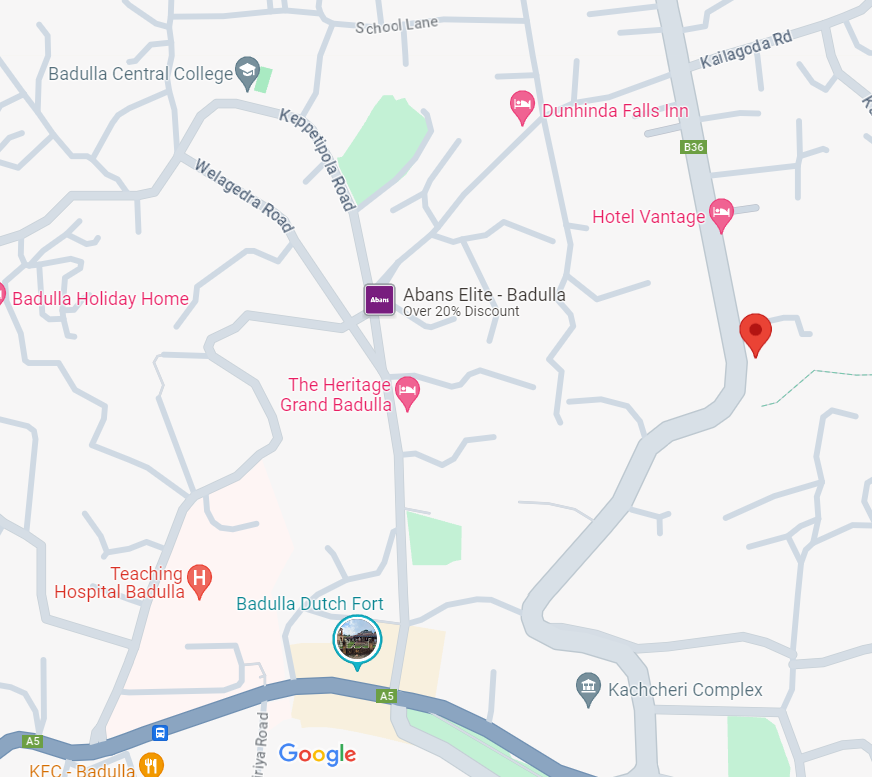 School Lane
Kailagoda Rd
Badulla Central College
Dunhinda Falls Inn
Keppetipola Road
B36
Welagedra Road
Hotel Vantage
Badulla Holiday Home
Abans
Abans Elite - Badulla
Over 20% Discount
The Heritage
Grand Badulla
H
Teaching
Hospital Badulla
Badulla Dutch Fort
Kachcheri Complex
A5
A5
Road
Google
KFC - Badulla